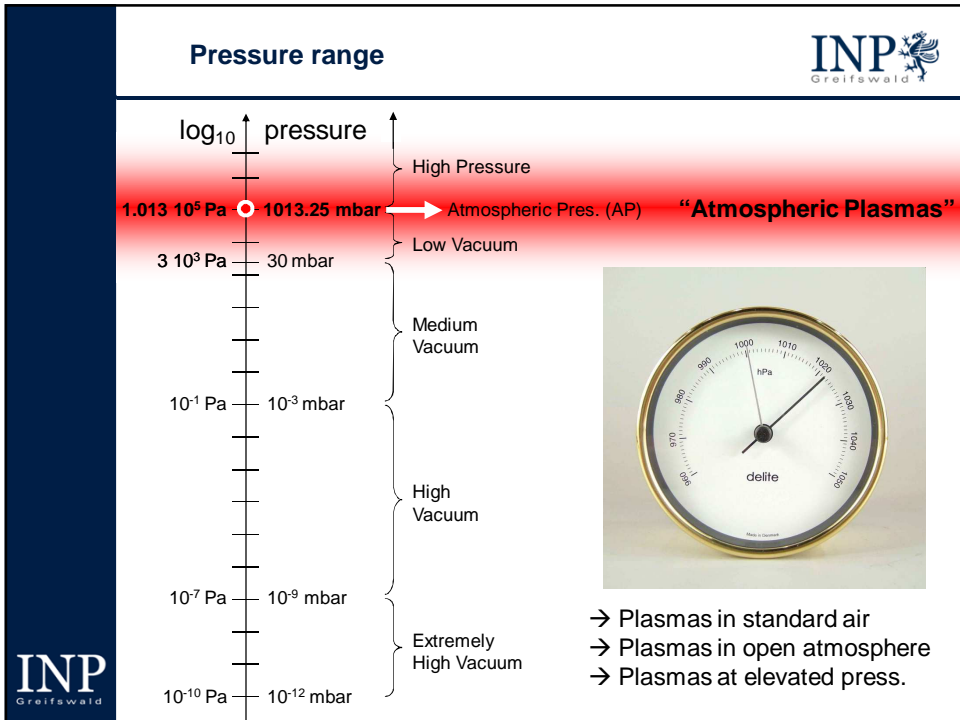 Pressure range
INP
Greifswald
log₁₀ pressure
High Pressure
1.013 10⁵ Pa 1013.25 mbar Atmospheric Pres. (AP) “Atmospheric Plasmas”
Low Vacuum
3 10³ Pa 30 mbar
Medium
Vacuum
10⁻¹ Pa 10⁻³ mbar
High
Vacuum
10⁻⁷ Pa 10⁻⁹ mbar
Extremely
High Vacuum
10⁻¹⁰ Pa 10⁻¹² mbar
960 970 980 990 1000 1010 1020 1030 1040 1050
hPa
delite
Made in Denmark
→ Plasmas in standard air
→ Plasmas in open atmosphere
→ Plasmas at elevated press.
INP
Greifswald